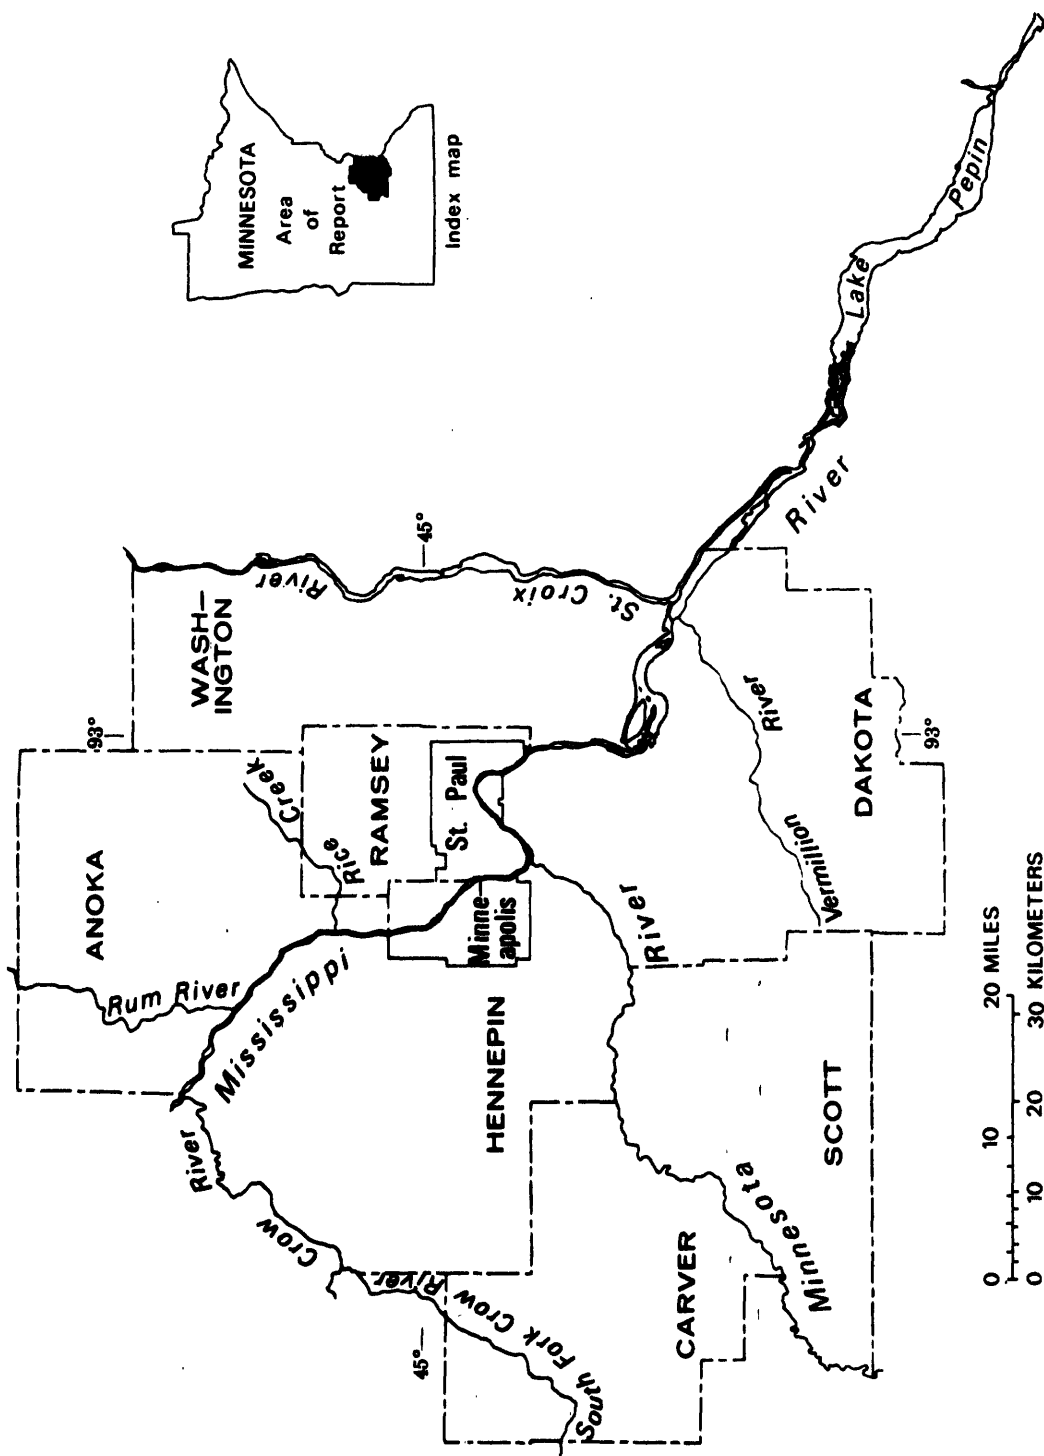 MINNESOTA
Area
of
Report
Index map
ANOKA
Rum River
Rice Creek
WASH-
INGTON
93°
RAMSEY
St. Paul
Minne-
apolis
Mississippi
River
HENNEPIN
Crow
River
South Fork Crow River
45°
45°
St. Croix
River
CARVER
Minnesota
River
SCOTT
DAKOTA
Vermillion
River
93°
Lake
Pepin
0 10 20 MILES
0 10 20 30 KILOMETERS